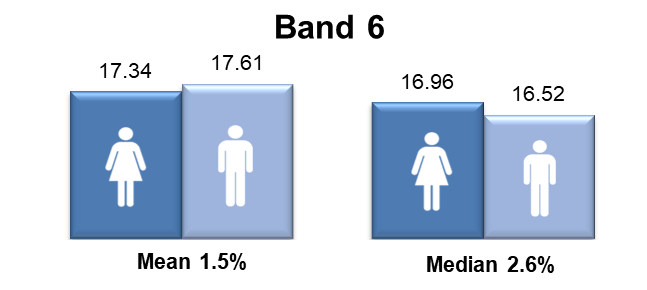 Band 6
17.34
17.61
16.96
16.52
Mean 1.5%
Median 2.6%